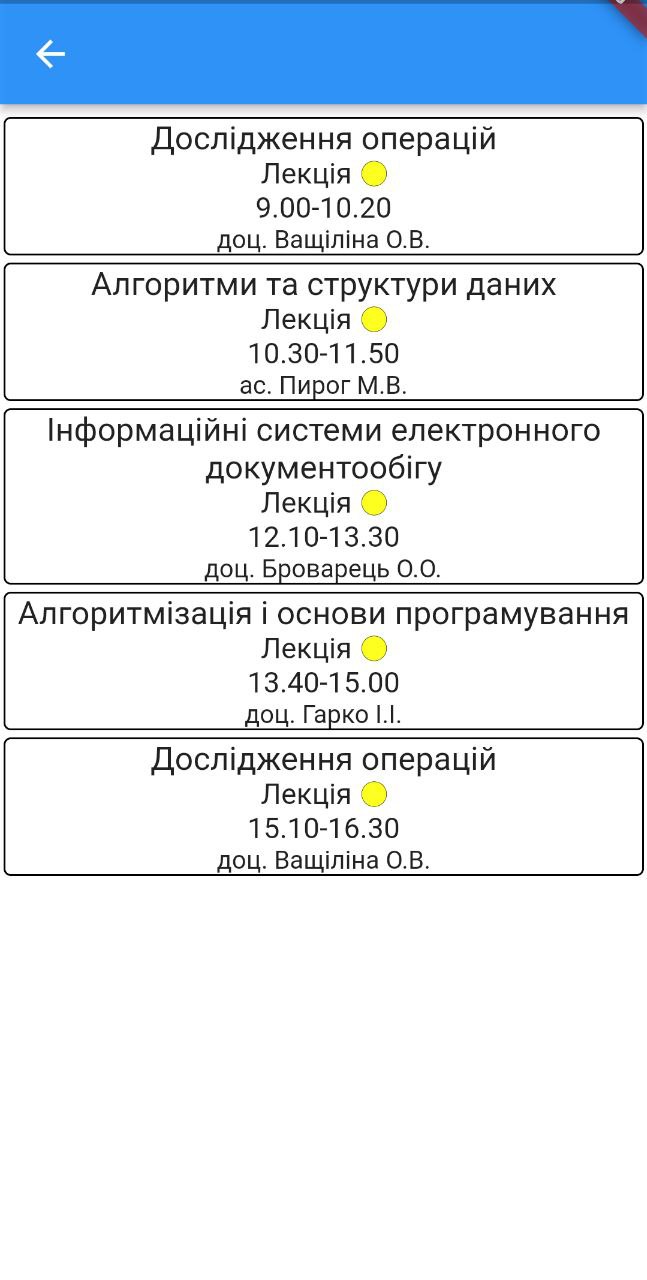 Дослідження операцій
Лекція
9.00-10.20
доц. Ващіліна О.В.
Алгоритми та структури даних
Лекція
10.30-11.50
ас. Пирог М.В.
Інформаційні системи електронного
документообігу
Лекція
12.10-13.30
доц. Броварець О.О.
Алгоритмізація і основи програмування
Лекція
13.40-15.00
доц. Гарко І.І.
Дослідження операцій
Лекція
15.10-16.30
доц. Ващіліна О.В.